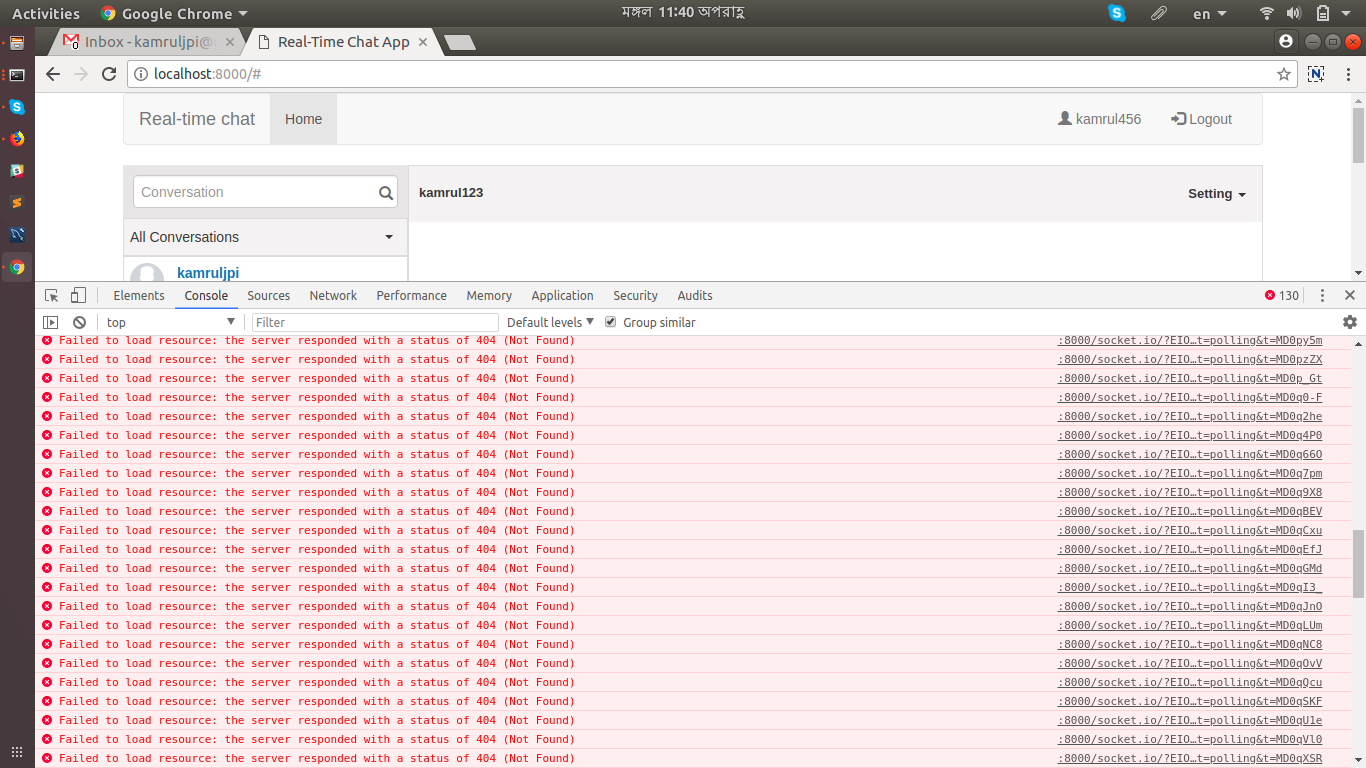 Activities Google Chrome মঙ্গল 11:40 অপরাহ্ণ en
Inbox - kamruljpi@ Real-Time Chat App
localhost:8000/#
Real-time chat Home kamrul456 Logout
Conversation kamrul123 Setting
All Conversations
kamruljpi
Elements Console Sources Network Performance Memory Application Security Audits 130
top Filter Default levels Group similar
Failed to load resource: the server responded with a status of 404 (Not Found) :8000/socket.io/?EIO…t=polling&t=MD0py5m
Failed to load resource: the server responded with a status of 404 (Not Found) :8000/socket.io/?EIO…t=polling&t=MD0pzZX
Failed to load resource: the server responded with a status of 404 (Not Found) :8000/socket.io/?EIO…t=polling&t=MD0p_Gt
Failed to load resource: the server responded with a status of 404 (Not Found) :8000/socket.io/?EIO…t=polling&t=MD0q0-F
Failed to load resource: the server responded with a status of 404 (Not Found) :8000/socket.io/?EIO…t=polling&t=MD0q2he
Failed to load resource: the server responded with a status of 404 (Not Found) :8000/socket.io/?EIO…t=polling&t=MD0q4P0
Failed to load resource: the server responded with a status of 404 (Not Found) :8000/socket.io/?EIO…t=polling&t=MD0q66O
Failed to load resource: the server responded with a status of 404 (Not Found) :8000/socket.io/?EIO…t=polling&t=MD0q7pm
Failed to load resource: the server responded with a status of 404 (Not Found) :8000/socket.io/?EIO…t=polling&t=MD0q9X8
Failed to load resource: the server responded with a status of 404 (Not Found) :8000/socket.io/?EIO…t=polling&t=MD0qBEV
Failed to load resource: the server responded with a status of 404 (Not Found) :8000/socket.io/?EIO…t=polling&t=MD0qCxu
Failed to load resource: the server responded with a status of 404 (Not Found) :8000/socket.io/?EIO…t=polling&t=MD0qEfJ
Failed to load resource: the server responded with a status of 404 (Not Found) :8000/socket.io/?EIO…t=polling&t=MD0qGMd
Failed to load resource: the server responded with a status of 404 (Not Found) :8000/socket.io/?EIO…t=polling&t=MD0qI3_
Failed to load resource: the server responded with a status of 404 (Not Found) :8000/socket.io/?EIO…t=polling&t=MD0qJnO
Failed to load resource: the server responded with a status of 404 (Not Found) :8000/socket.io/?EIO…t=polling&t=MD0qLUm
Failed to load resource: the server responded with a status of 404 (Not Found) :8000/socket.io/?EIO…t=polling&t=MD0qNC8
Failed to load resource: the server responded with a status of 404 (Not Found) :8000/socket.io/?EIO…t=polling&t=MD0qOvV
Failed to load resource: the server responded with a status of 404 (Not Found) :8000/socket.io/?EIO…t=polling&t=MD0qQcu
Failed to load resource: the server responded with a status of 404 (Not Found) :8000/socket.io/?EIO…t=polling&t=MD0qSKF
Failed to load resource: the server responded with a status of 404 (Not Found) :8000/socket.io/?EIO…t=polling&t=MD0qU1e
Failed to load resource: the server responded with a status of 404 (Not Found) :8000/socket.io/?EIO…t=polling&t=MD0qVl0
Failed to load resource: the server responded with a status of 404 (Not Found) :8000/socket.io/?EIO…t=polling&t=MD0qXSR